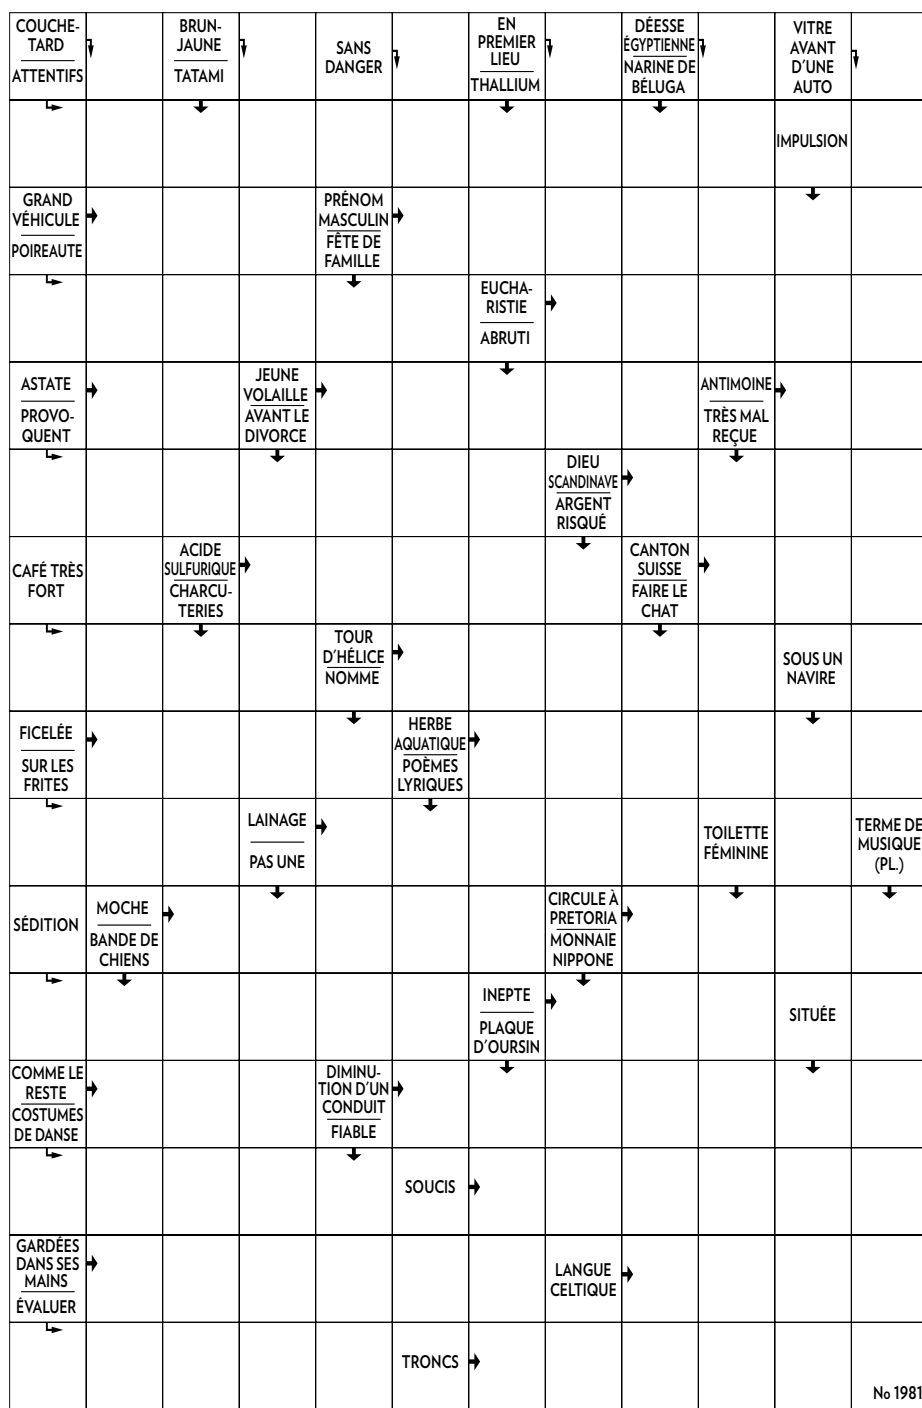 COUCHE-
TARD
ATTENTIFS
BRUN-
JAUNE
TATAMI
SANS
DANGER
EN
PREMIER
LIEU
THALLIUM
DÉESSE
ÉGYPTIENNE
NARINE DE
BÉLUGA
VITRE
AVANT
D'UNE
AUTO
IMPULSION
GRAND
VÉHICULE
POIREAUTE
PRÉNOM
MASCULIN
FÊTE DE
FAMILLE
EUCHA-
RISTIE
ABRUTI
ASTATE
PROVO-
QUENT
JEUNE
VOLAILLE
AVANT LE
DIVORCE
ANTIMOINE
TRÈS MAL
REÇUE
DIEU
SCANDINAVE
ARGENT
RISQUÉ
CAFÉ TRÈS
FORT
ACIDE
SULFURIQUE
CHARCU-
TERIES
CANTON
SUISSE
FAIRE LE
CHAT
TOUR
D'HÉLICE
NOMME
SOUS UN
NAVIRE
FICELÉE
SUR LES
FRITES
HERBE
AQUATIQUE
POÈMES
LYRIQUES
LAINAGE
PAS UNE
TOILETTE
FÉMININE
TERME DE
MUSIQUE
(PL.)
SÉDITION
MOCHE
BANDE DE
CHIENS
CIRCULE À
PRETORIA
MONNAIE
NIPPONE
INEPTE
PLAQUE
D'OURSIN
SITUÉE
COMME LE
RESTE
COSTUMES
DE DANSE
DIMINU-
TION D'UN
CONDUIT
FIABLE
SOUCIS
GARDÉES
DANS SES
MAINS
ÉVALUER
LANGUE
CELTIQUE
TRONCS
No 1981